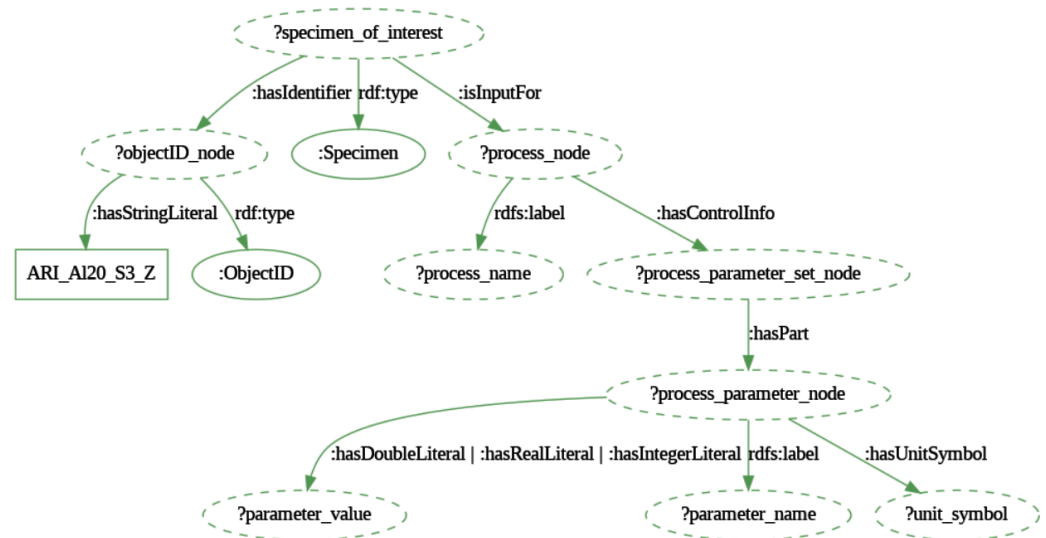 ?specimen_of_interest
:hasIdentifier
rdf:type
:isInputFor
?objectID_node
:Specimen
?process_node
:hasStringLiteral
rdf:type
rdfs:label
:hasControlInfo
ARI_Al20_S3_Z
:ObjectID
?process_name
?process_parameter_set_node
:hasPart
?process_parameter_node
:hasDoubleLiteral | :hasRealLiteral | :hasIntegerLiteral
rdfs:label
:hasUnitSymbol
?parameter_value
?parameter_name
?unit_symbol